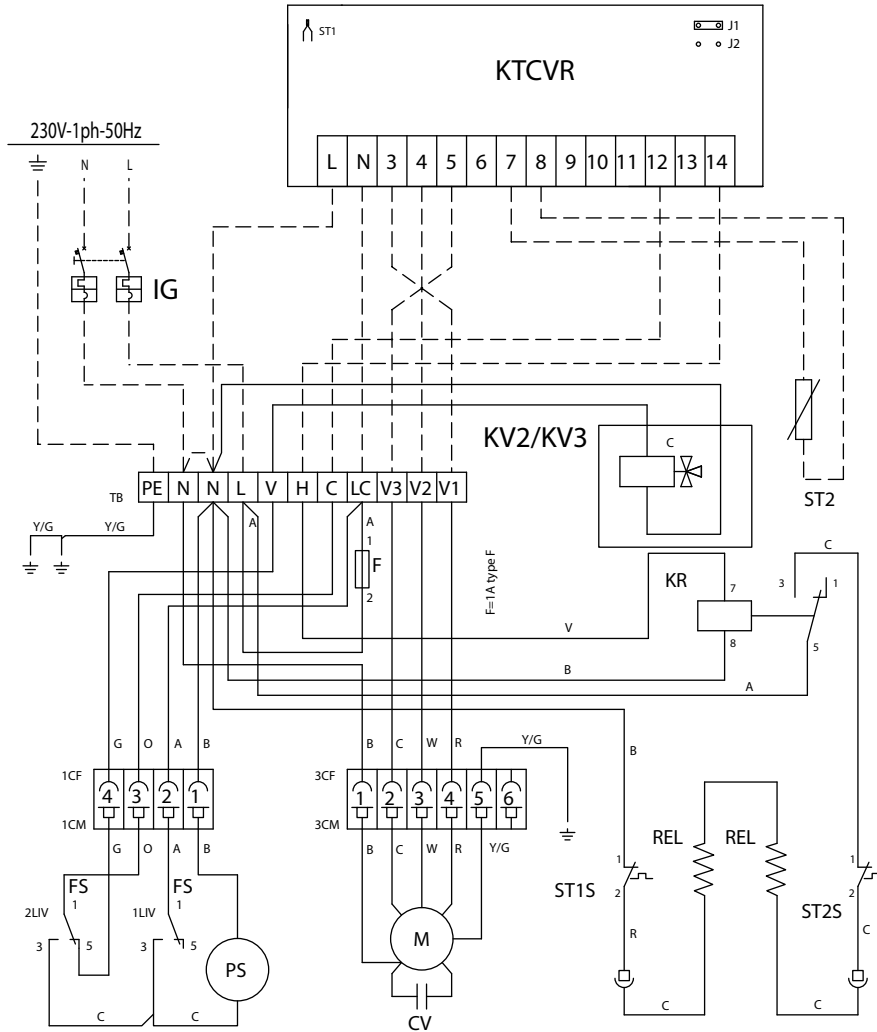 ST1
J1
J2
KTCVR
230V-1ph-50Hz
L N 3 4 5 6 7 8 9 10 11 12 13 14
N L
IG
KV2/KV3
C
ST2
TB
PE N N L V H C LC V3 V2 V1
Y/G Y/G
A
A
1
F
2
F=1A type F
KR
7
8
C
3 1
5
V
B
A
G O A B
B C W R
Y/G
B
1CF
4 3 2 1
1CM
3CF
1 2 3 4 5 6
3CM
G O A B
B C W R Y/G
REL REL
FS
1
2LIV
3 5
FS
1
1LIV
3 5
PS
C C
M
CV
ST1S
1
2
R
C
ST2S
1
2
C
C